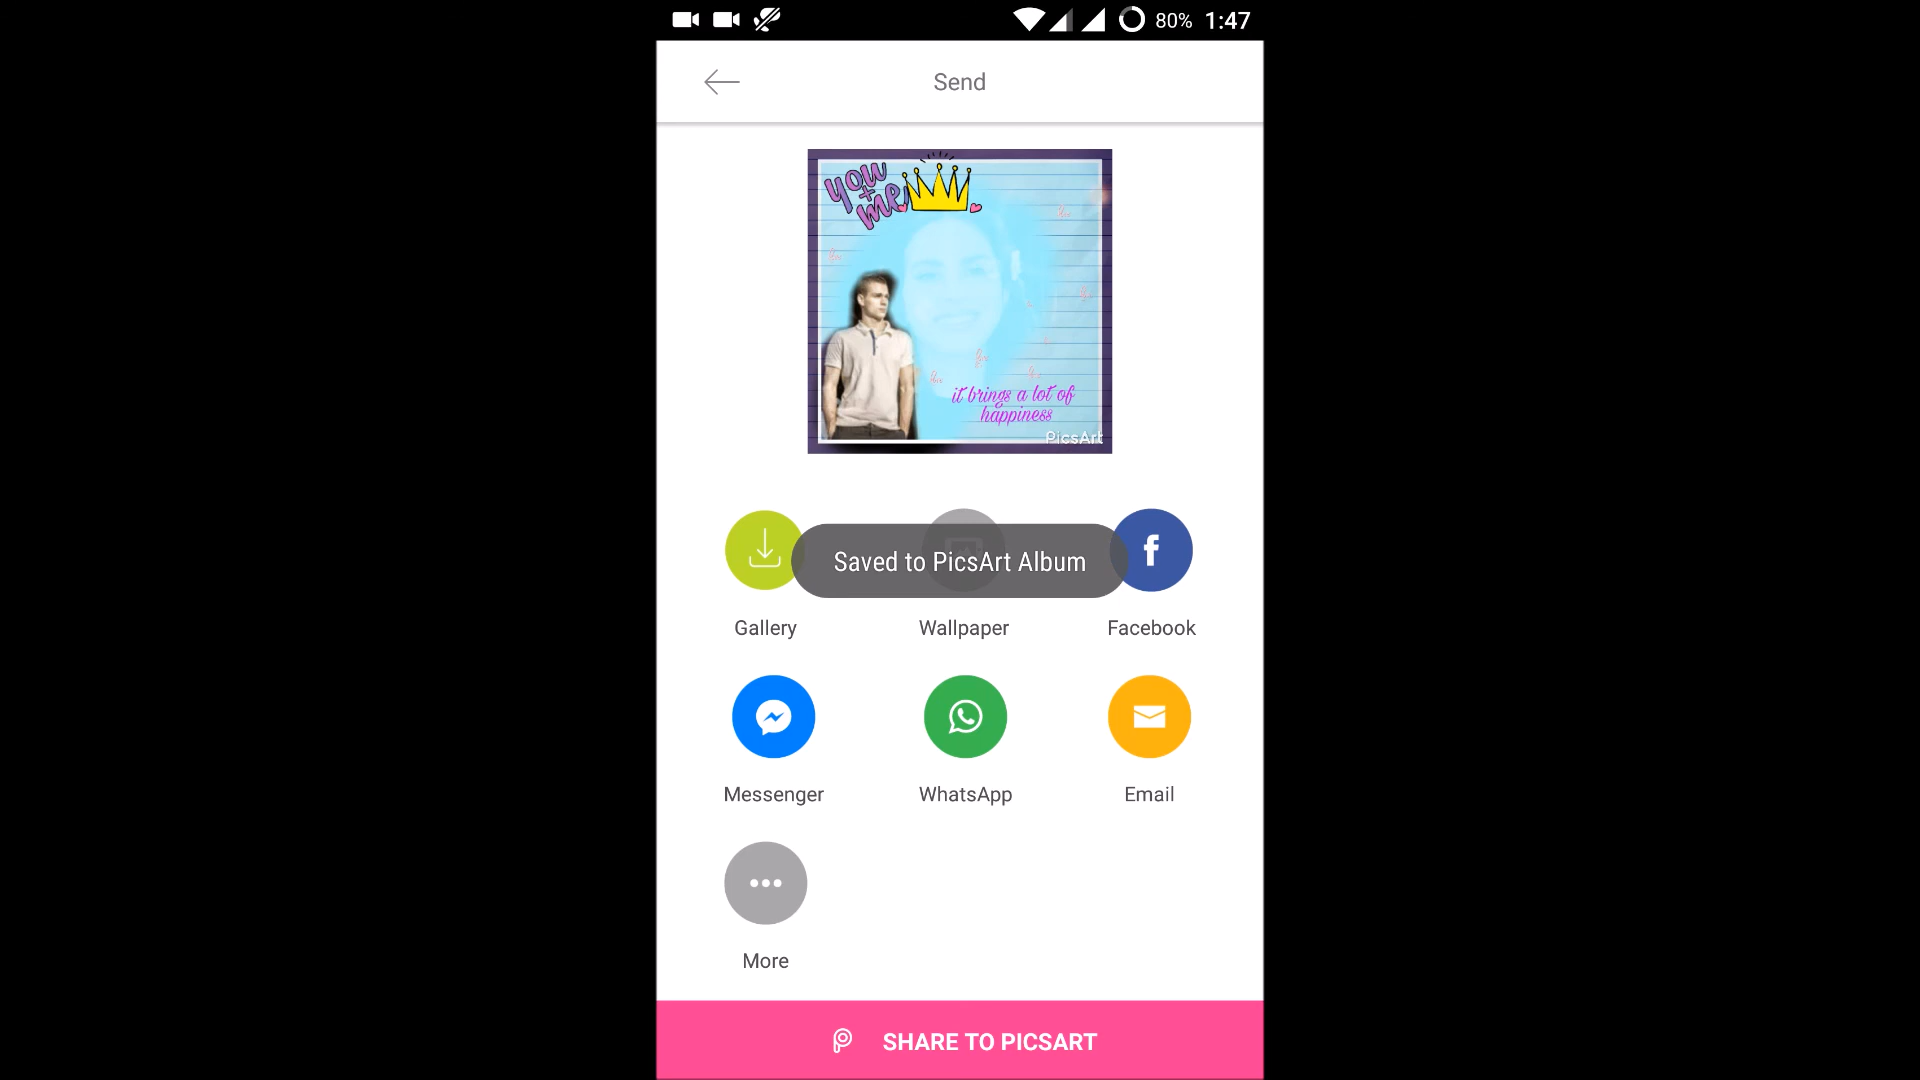 80% 1:47
Send
you
+
me
it brings a lot of
happiness
PicsArt
Saved to PicsArt Album
Gallery Wallpaper Facebook
Messenger WhatsApp Email
More
SHARE TO PICSART